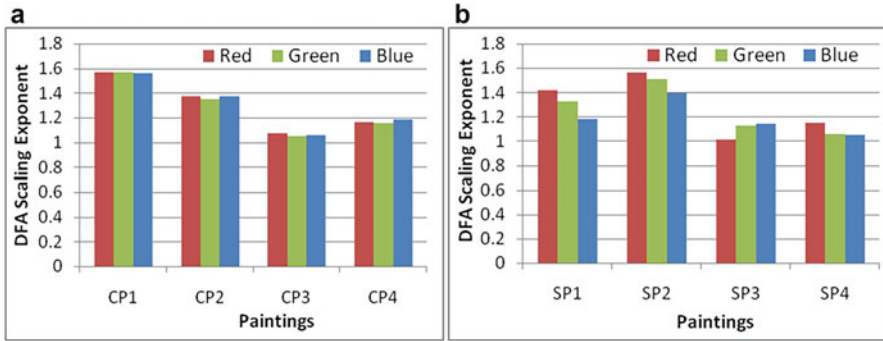 a
1.8
1.6
1.4
1.2
1
0.8
0.6
0.4
0.2
0
DFA Scaling Exponent
Red Green Blue
CP1 CP2 CP3 CP4
Paintings
b
1.8
1.6
1.4
1.2
1
0.8
0.6
0.4
0.2
0
DFA Scaling Exponent
Red Green Blue
SP1 SP2 SP3 SP4
Paintings